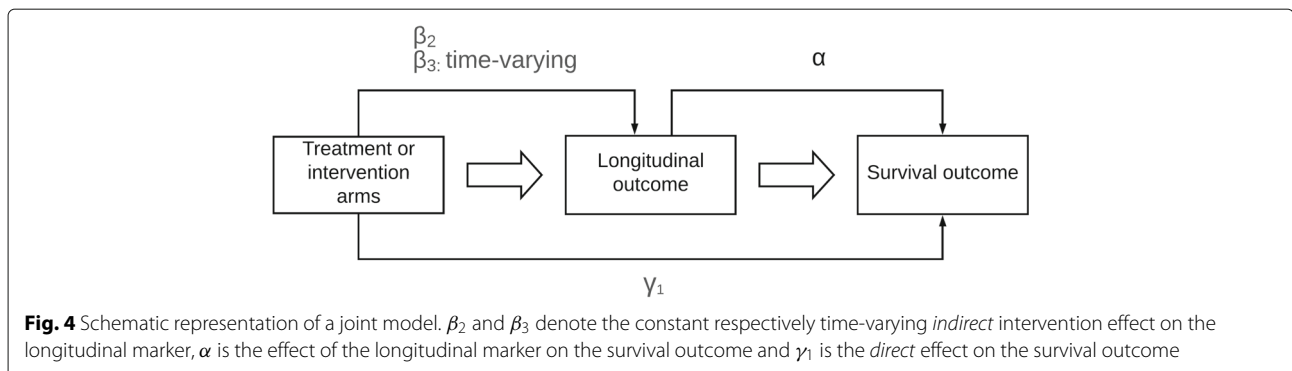 β₂
β₃: time-varying
α
Treatment or
intervention
arms
Longitudinal
outcome
Survival outcome
γ₁
Fig. 4 Schematic representation of a joint model. β₂ and β₃ denote the constant respectively time-varying indirect intervention effect on the
longitudinal marker, α is the effect of the longitudinal marker on the survival outcome and γ₁ is the direct effect on the survival outcome